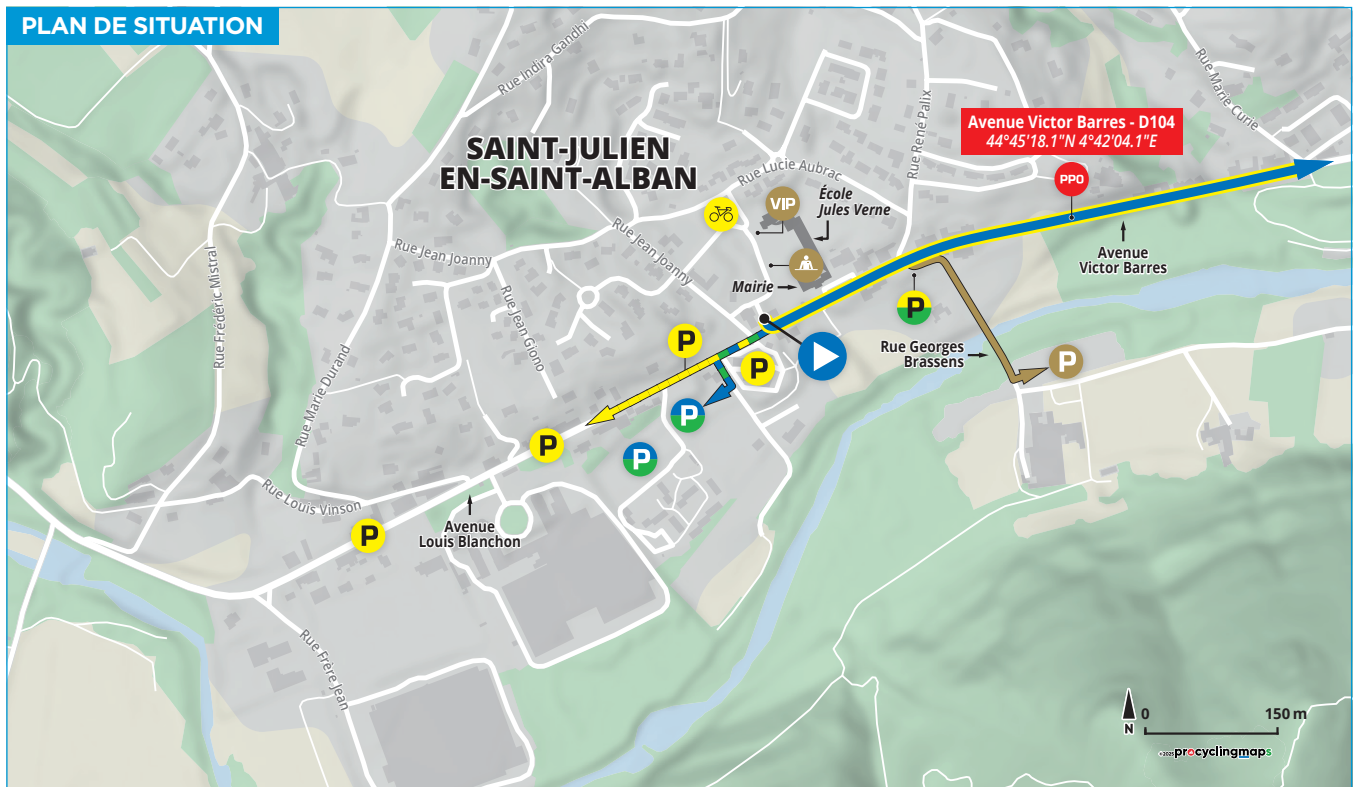 PLAN DE SITUATION
Rue Indira Gandhi
Rue Marie Curie
Rue René Palix
Avenue Victor Barres - D104
44°45'18.1"N 4°42'04.1"E
SAINT-JULIEN
EN-SAINT-ALBAN
Rue Lucie Aubrac
PPO
VIP
École
Jules Verne
Rue Jean Joanny
Rue Jean Joanny
Avenue
Victor Barres
Mairie
Rue Frédéric Mistral
Rue Jean Giono
P
P
Rue Georges
Brassens
P
P
Rue Marie Durand
P
P
P
Rue Louis Vinson
P
Avenue
Louis Blanchon
Rue Frère Jean
N
0 150 m
©2025 procyclingmaps